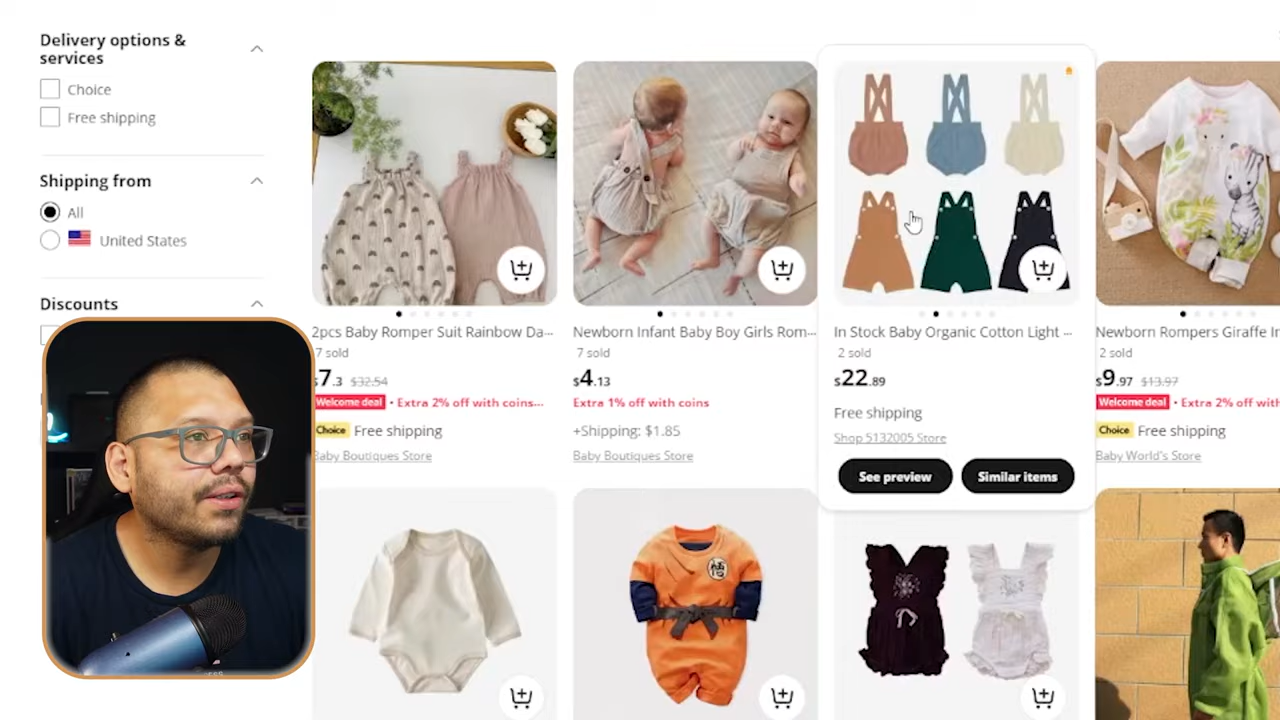 Delivery options &
services
Choice
Free shipping
Shipping from
All
United States
Discounts
2pcs Baby Romper Suit Rainbow Da...
7 sold
$7.3 $32.54
Welcome deal • Extra 2% off with coins...
Choice Free shipping
Baby Boutiques Store
Newborn Infant Baby Boy Girls Rom...
7 sold
$4.13
Extra 1% off with coins
+Shipping: $1.85
Baby Boutiques Store
In Stock Baby Organic Cotton Light ...
2 sold
$22.89
Free shipping
Shop 5132005 Store
See preview
Similar items
Newborn Rompers Giraffe
2 sold
$9.97 $13.97
Welcome deal • Extra 2% off with
Choice Free shipping
Baby World's Store
悟